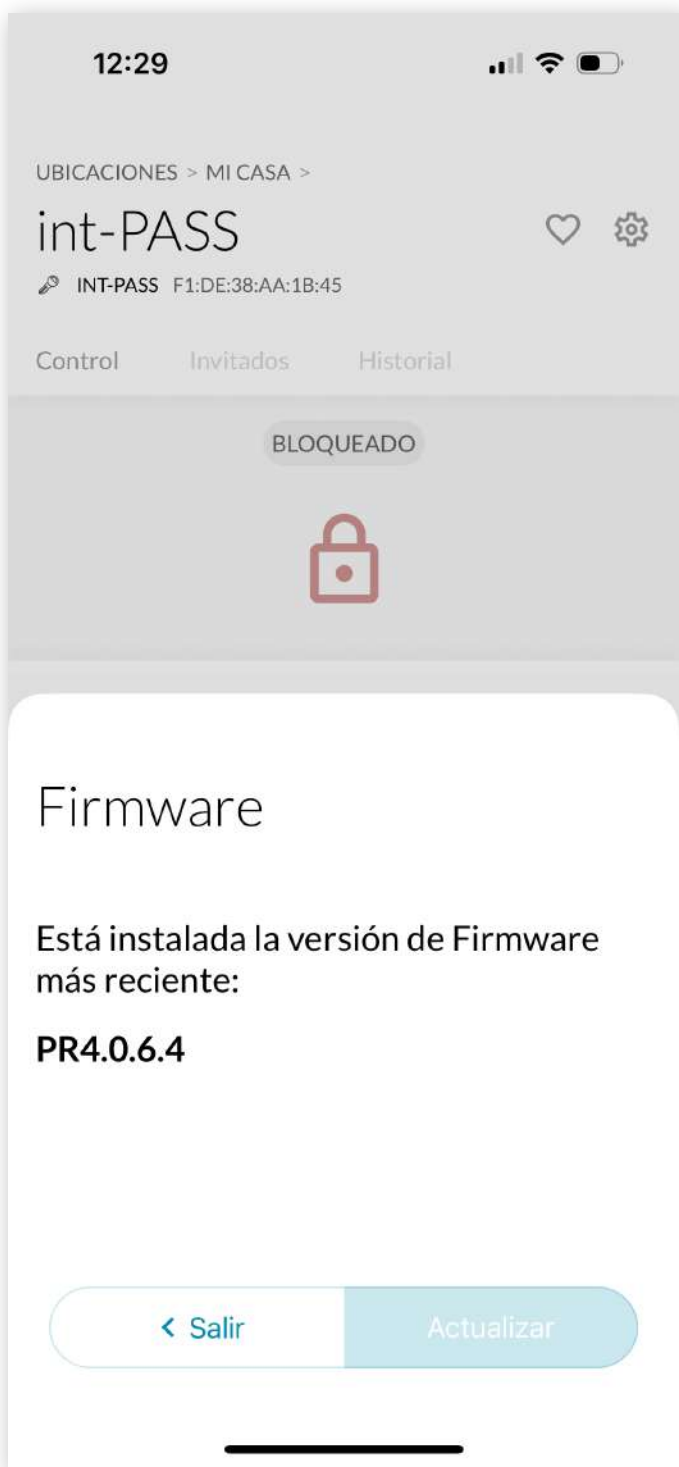 12:29
UBICACIONES > MI CASA >
int-PASS
INT-PASS F1:DE:38:AA:1B:45
Control Invitados Historial
BLOQUEADO
Firmware
Está instalada la versión de Firmware
más reciente:
PR4.0.6.4
< Salir Actualizar